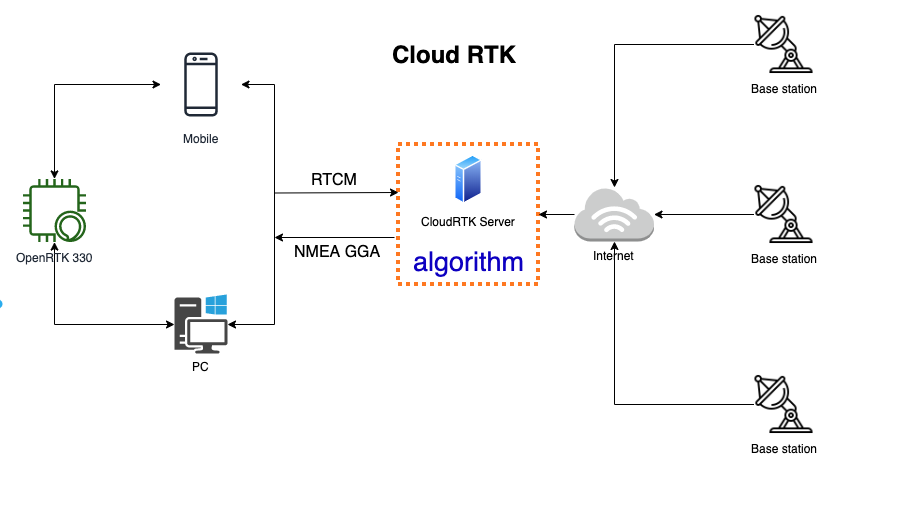 Cloud RTK
Base station
Mobile
RTCM
CloudRTK Server
NMEA GGA
algorithm
OpenRTK 330
Internet
Base station
PC
Base station